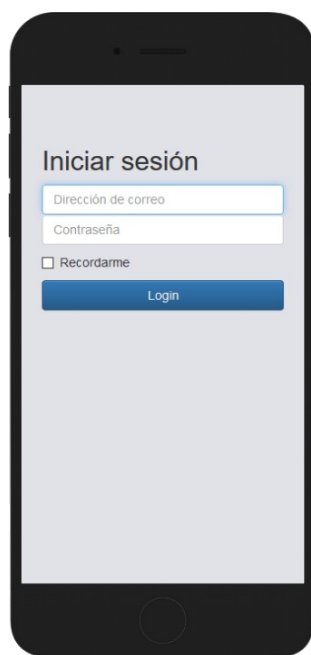 Iniciar sesión
Dirección de correo
Contraseña
Recordarme
Login